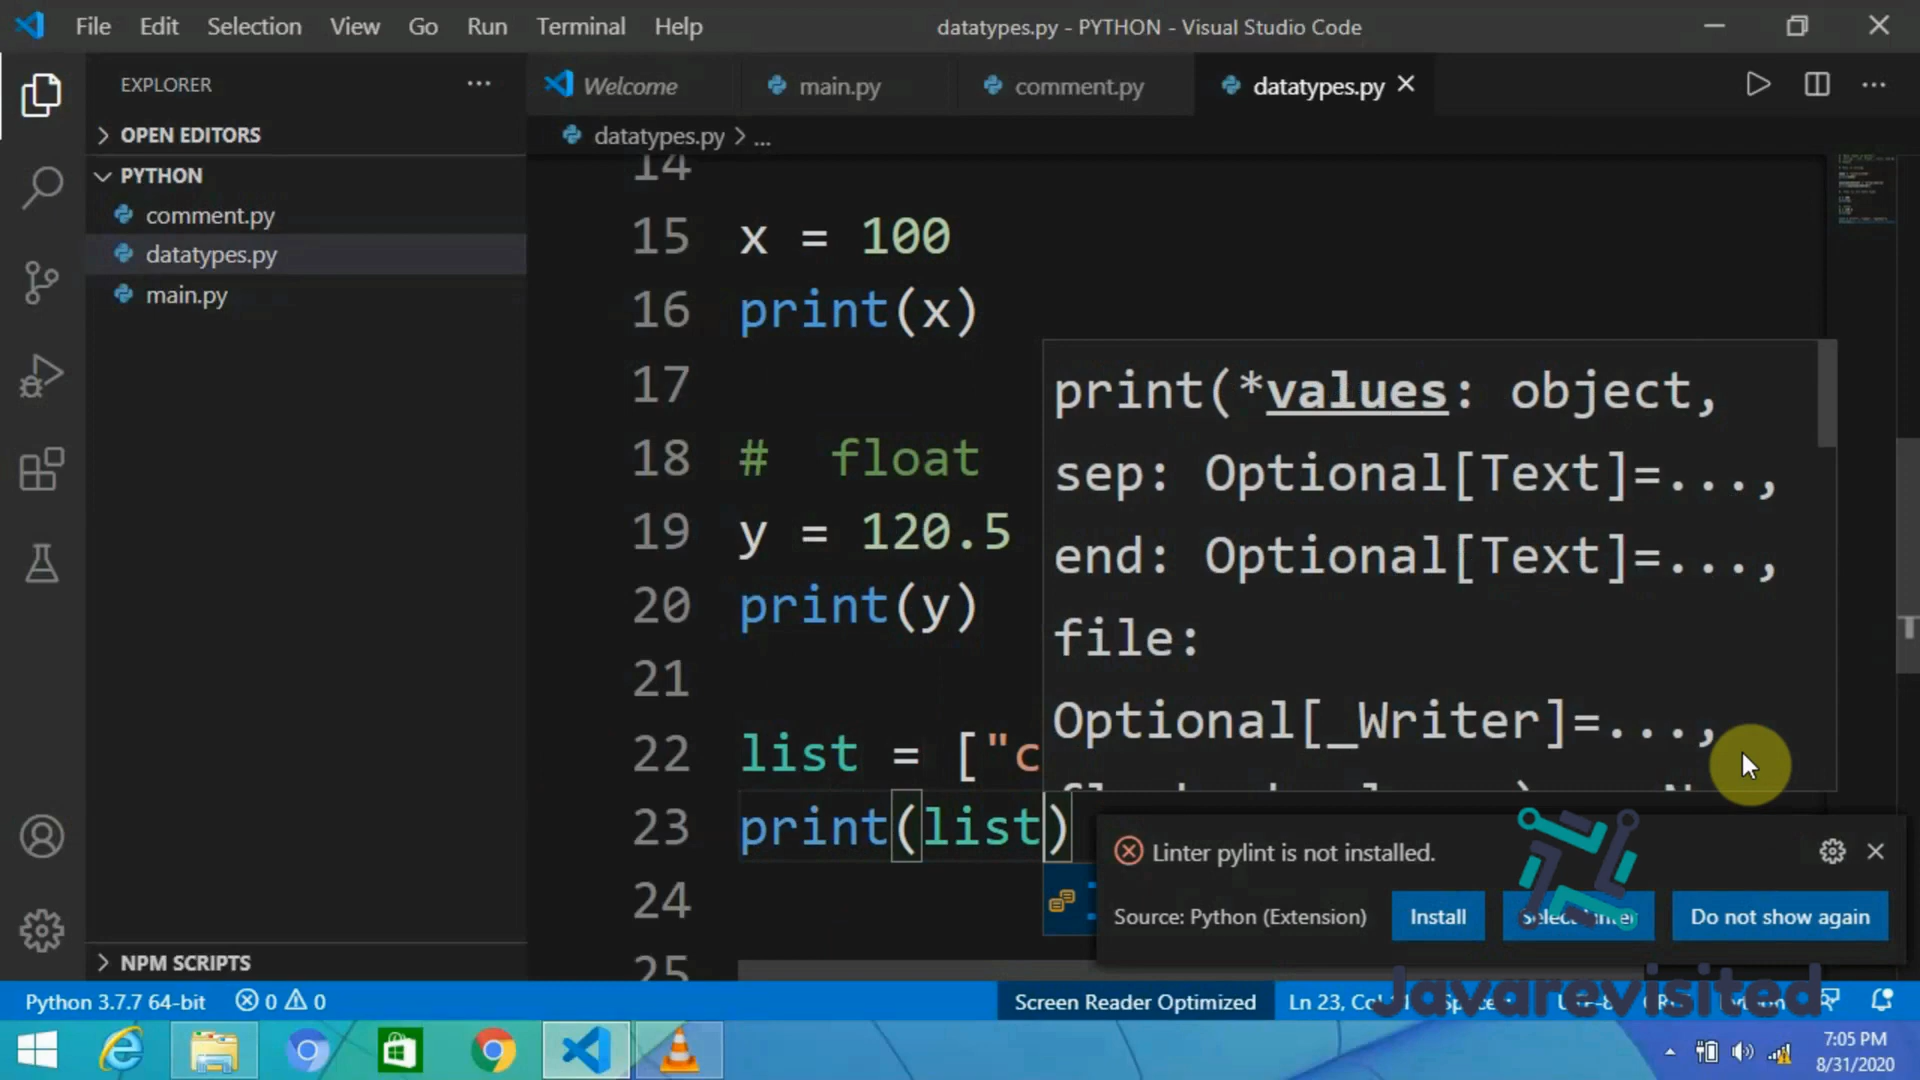 File Edit Selection View Go Run Terminal Help
datatypes.py - PYTHON - Visual Studio Code
EXPLORER
OPEN EDITORS
PYTHON
comment.py
datatypes.py
main.py
NPM SCRIPTS
Welcome main.py comment.py datatypes.py
datatypes.py > ...
14
15 x = 100
16 print(x)
17
18 # float
19 y = 120.5
20 print(y)
21
22 list = ["c
23 print(list)
24
25
print(*values: object,
sep: Optional[Text]=...,
end: Optional[Text]=...,
file:
Optional[_Writer]=...,
Linter pylint is not installed.
Source: Python (Extension) Install Select Linter Do not show again
Javarevisited
Python 3.7.7 64-bit 0 0 Screen Reader Optimized Ln 23,
7:05 PM
8/31/2020